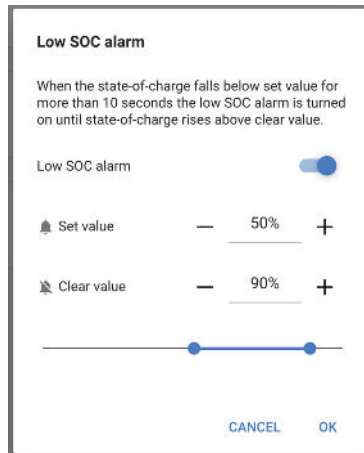 Low SOC alarm
When the state-of-charge falls below set value for
more than 10 seconds the low SOC alarm is turned
on until state-of-charge rises above clear value.
Low SOC alarm
Set value — 50% +
Clear value — 90% +
CANCEL OK